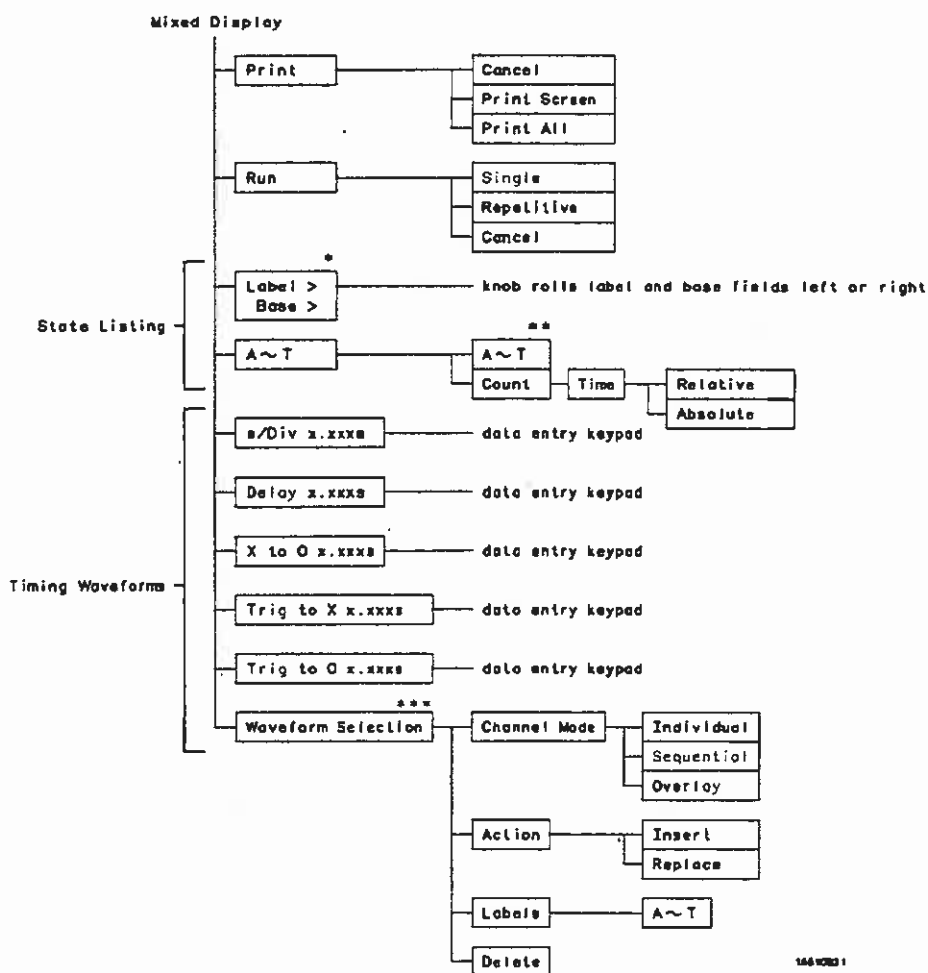 Mixed Display
Print
Cancel
Print Screen
Print All
Run
Single
Repetitive
Cancel
*
Label >
Base >
knob rolls label and base fields left or right
State Listing
**
A~T
A~T
Count
Time
Relative
Absolute
s/Div x.xxxs
data entry keypad
Delay x.xxxs
data entry keypad
X to O x.xxxs
data entry keypad
Timing Waveforms
Trig to X x.xxxs
data entry keypad
Trig to O x.xxxs
data entry keypad
***
Waveform Selection
Channel Mode
Individual
Sequential
Overlay
Action
Insert
Replace
Labels
A~T
Delete